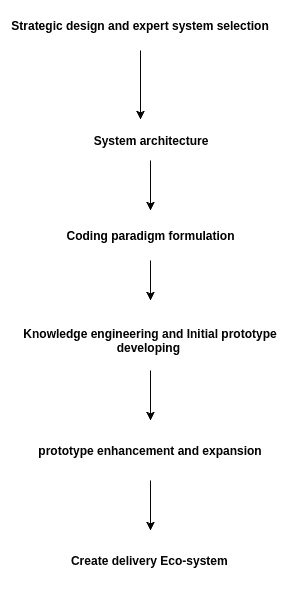 Strategic design and expert system selection
System architecture
Coding paradigm formulation
Knowledge engineering and Initial prototype
developing
prototype enhancement and expansion
Create delivery Eco-system